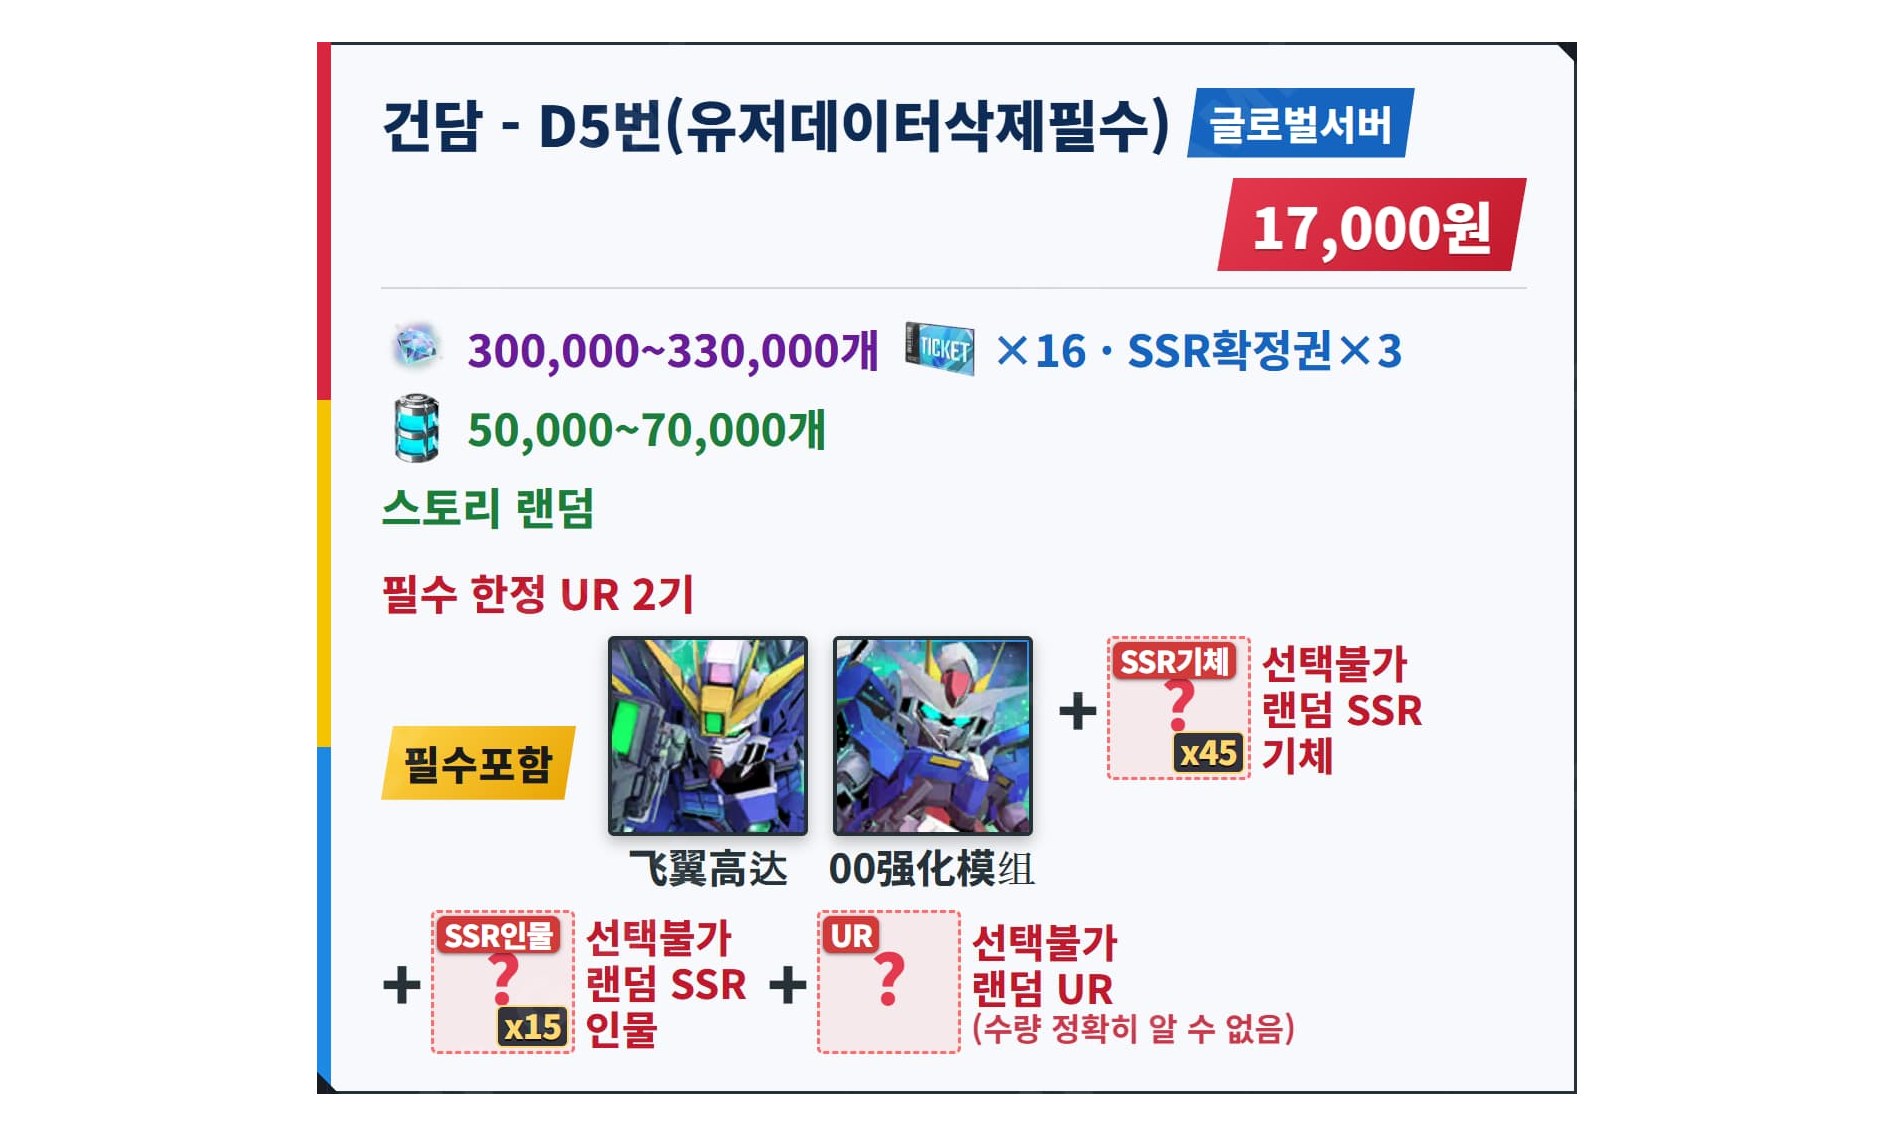 건담 - D5번(유저데이터삭제필수) 글로벌서버
17,000원
300,000~330,000개 TICKET ×16 · SSR확정권×3
50,000~70,000개
스토리 랜덤
필수 한정 UR 2기
필수포함
飞翼高达
00强化模组
+
SSR기체
?
x45
선택불가
랜덤 SSR
기체
+
SSR인물
?
x15
선택불가
랜덤 SSR
인물
+
UR
?
선택불가
랜덤 UR
(수량 정확히 알 수 없음)